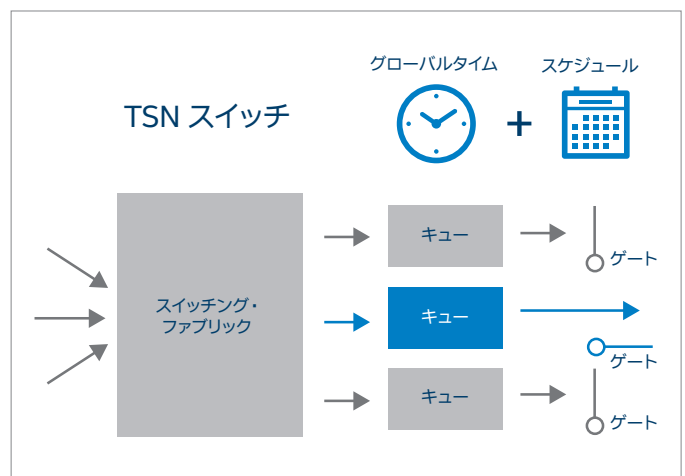 グローバルタイム
スケジュール
TSN スイッチ
+
キュー
ゲート
スイッチング・
ファブリック
キュー
ゲート
キュー
ゲート